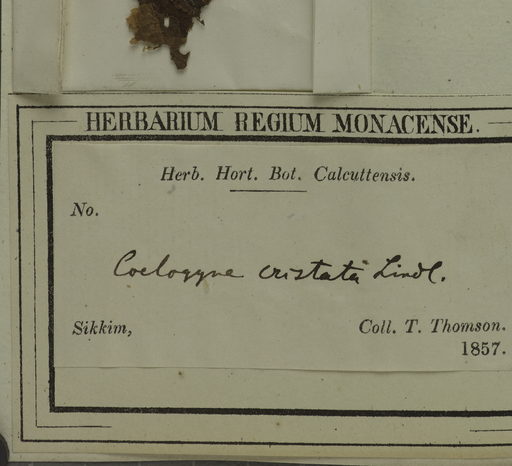 HERBARIUM REGIUM MONACENSE.
Herb. Hort. Bot. Calcuttensis.
No.
Coelogyne cristata Lindl.
Sikkim,
Coll. T. Thomson.
1857.